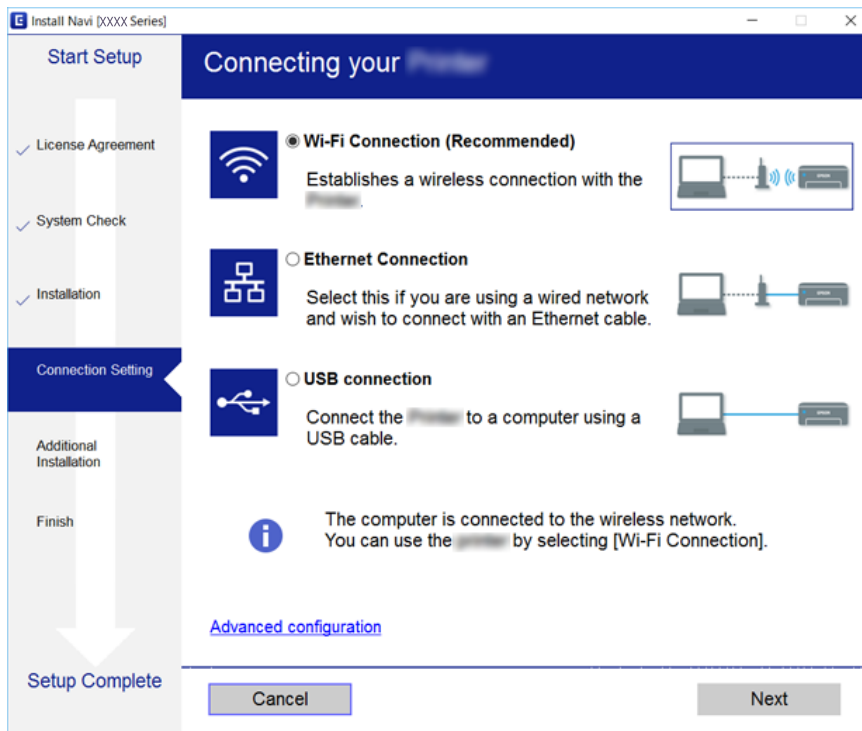 Install Navi [XXXX Series]
Start Setup
License Agreement
System Check
Installation
Connection Setting
Additional
Installation
Finish
Setup Complete
Connecting your
Wi-Fi Connection (Recommended)
Establishes a wireless connection with the
.
Ethernet Connection
Select this if you are using a wired network
and wish to connect with an Ethernet cable.
USB connection
Connect the to a computer using a
USB cable.
The computer is connected to the wireless network.
You can use the by selecting [Wi-Fi Connection].
Advanced configuration
Cancel
Next